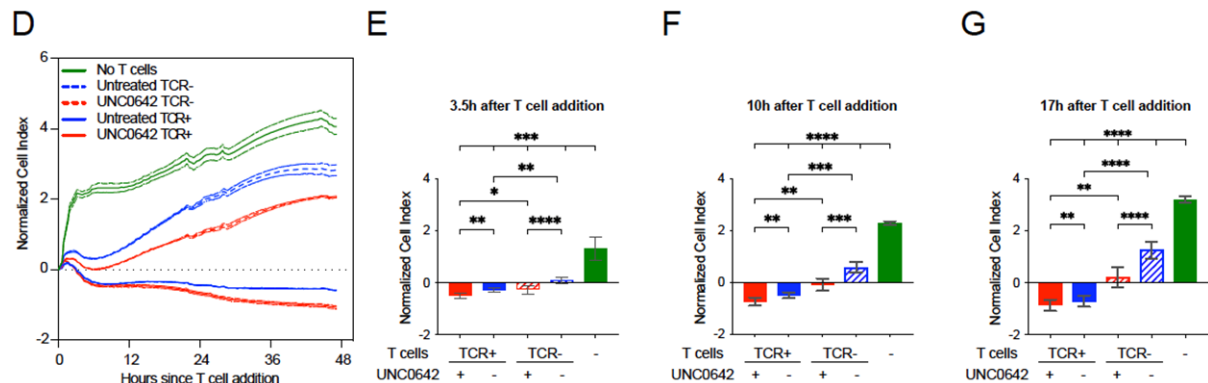 D
6
No T cells
Untreated TCR-
UNC0642 TCR-
Untreated TCR+
UNC0642 TCR+
4
2
0
-2
Normalized Cell Index
0 12 24 36 48
Hours since T cell addition
E
3.5h after T cell addition
***
**
*
** ****
4
2
0
-2
Normalized Cell Index
T cells TCR+ TCR- -
UNC0642 + - + -
F
10h after T cell addition
****
***
**
** ***
4
2
0
-2
Normalized Cell Index
T cells TCR+ TCR- -
UNC0642 + - + -
G
17h after T cell addition
****
****
**
** ****
4
2
0
-2
Normalized Cell Index
T cells TCR+ TCR- -
UNC0642 + - + -